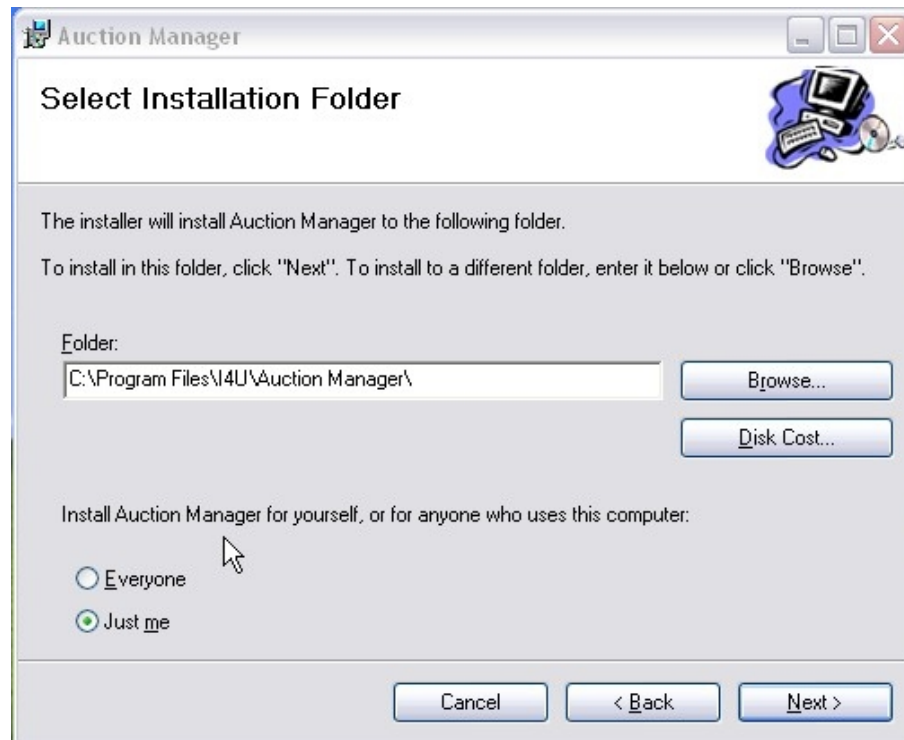 Auction Manager
Select Installation Folder
The installer will install Auction Manager to the following folder.
To install in this folder, click "Next". To install to a different folder, enter it below or click "Browse".
Folder:
C:\Program Files\I4U\Auction Manager\
Browse...
Disk Cost...
Install Auction Manager for yourself, or for anyone who uses this computer:
Everyone
Just me
Cancel
< Back
Next >